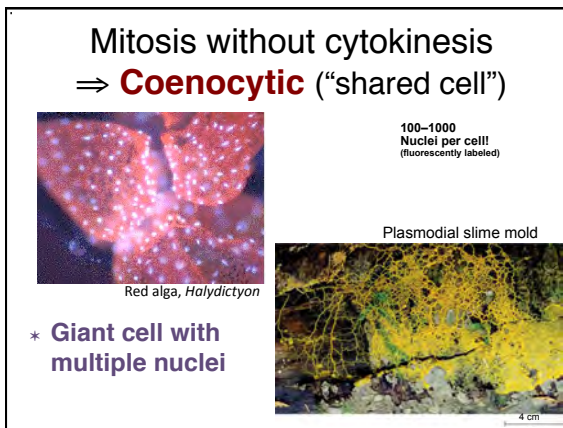 Mitosis without cytokinesis
⇒ Coenocytic (“shared cell”)
100–1000
Nuclei per cell!
(fluorescently labeled)
Plasmodial slime mold
Red alga, Halydictyon
* Giant cell with
multiple nuclei
4 cm